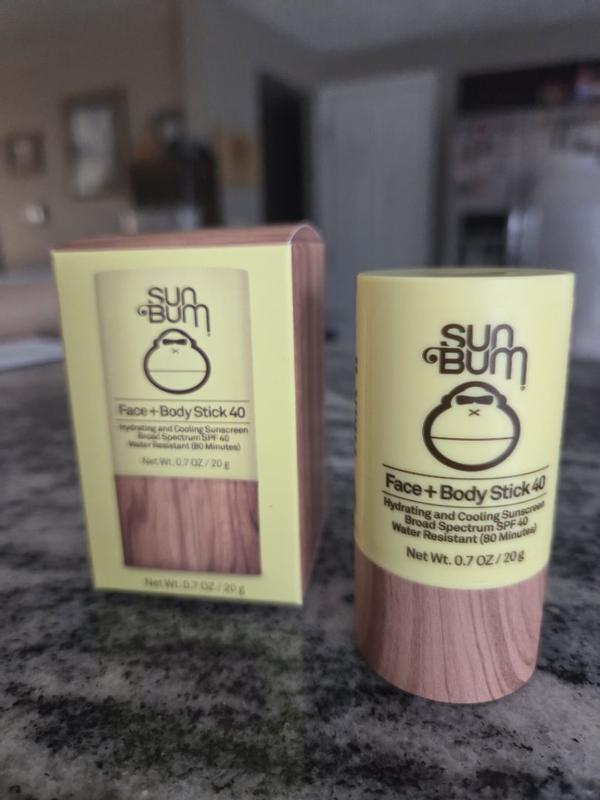 SUN
BUM
Face + Body Stick 40
Hydrating and Cooling Sunscreen
Broad Spectrum SPF 40
Water Resistant (80 Minutes)
Net Wt. 0.7 OZ / 20 g
Net Wt. 0.7 OZ / 20 g
SUN
BUM
Face + Body Stick 40
Hydrating and Cooling Sunscreen
Broad Spectrum SPF 40
Water Resistant (80 Minutes)
Net Wt. 0.7 OZ / 20 g